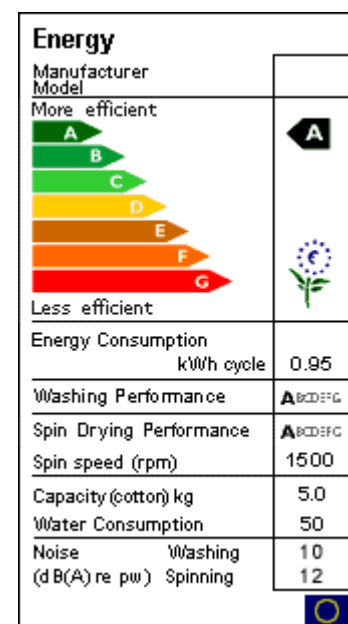 Energy
Manufacturer
Model
More efficient
A A
B
C
D
E
F
G
Less efficient
Energy Consumption
kWh cycle 0.95
Washing Performance ABCDEFG
Spin Drying Performance ABCDEFG
Spin speed (rpm) 1500
Capacity (cotton) kg 5.0
Water Consumption 50
Noise Washing 10
(dB(A) re pw) Spinning 12